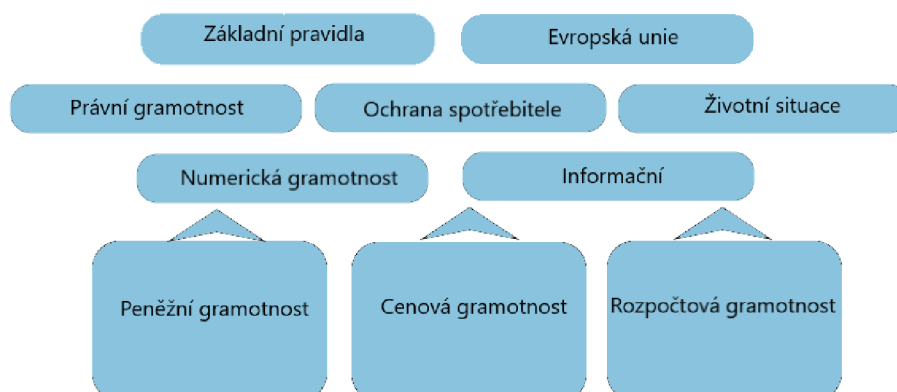 Základní pravidla
Evropská unie
Právní gramotnost
Ochrana spotřebitele
Životní situace
Numerická gramotnost
Informační
Peněžní gramotnost
Cenová gramotnost
Rozpočtová gramotnost